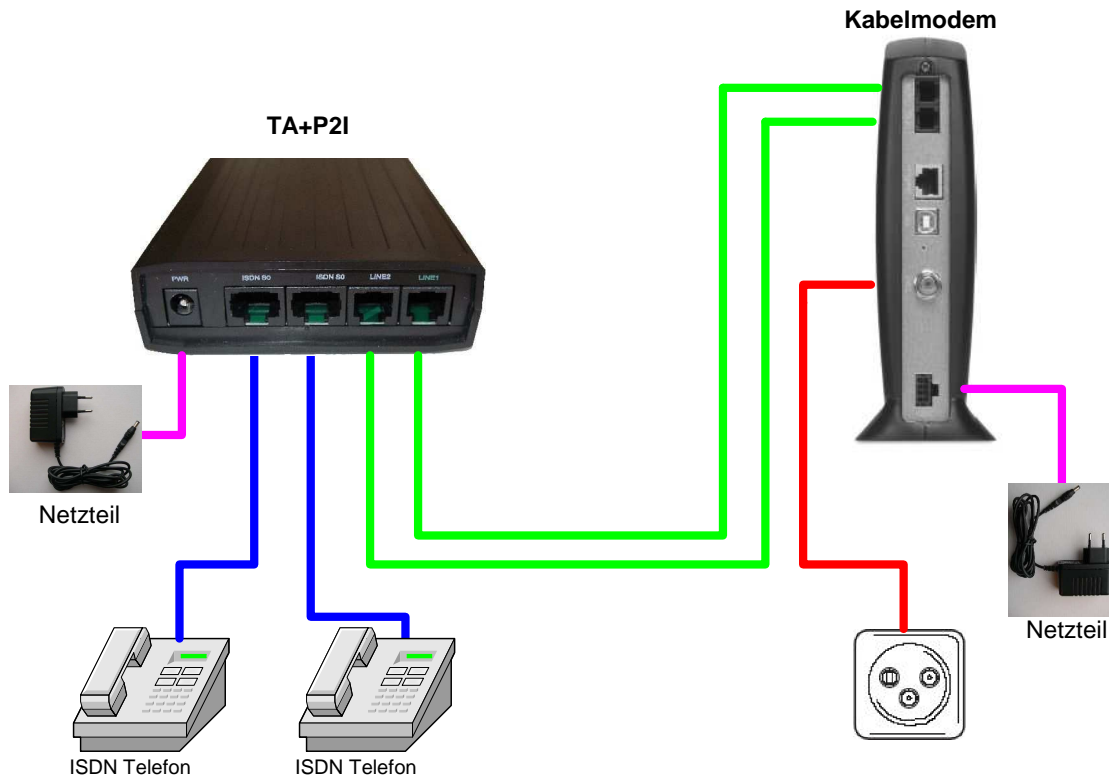 Kabelmodem
TA+P2I
PWR
ISDN S0
ISDN S0
LINE2
LINE1
Netzteil
Netzteil
ISDN Telefon
ISDN Telefon